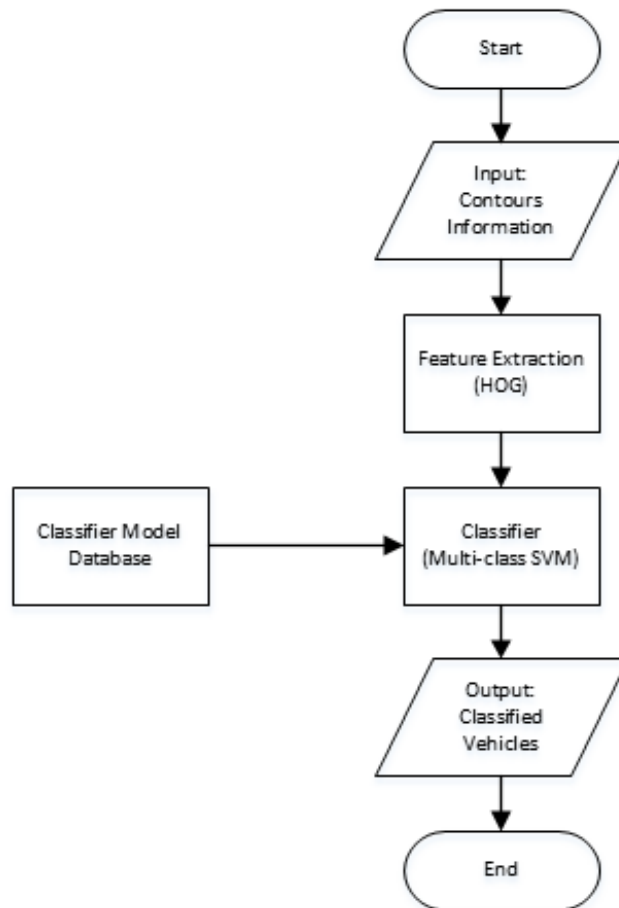 Start
Input:
Contours
Information
Feature Extraction
(HOG)
Classifier Model
Database
Classifier
(Multi-class SVM)
Output:
Classified
Vehicles
End